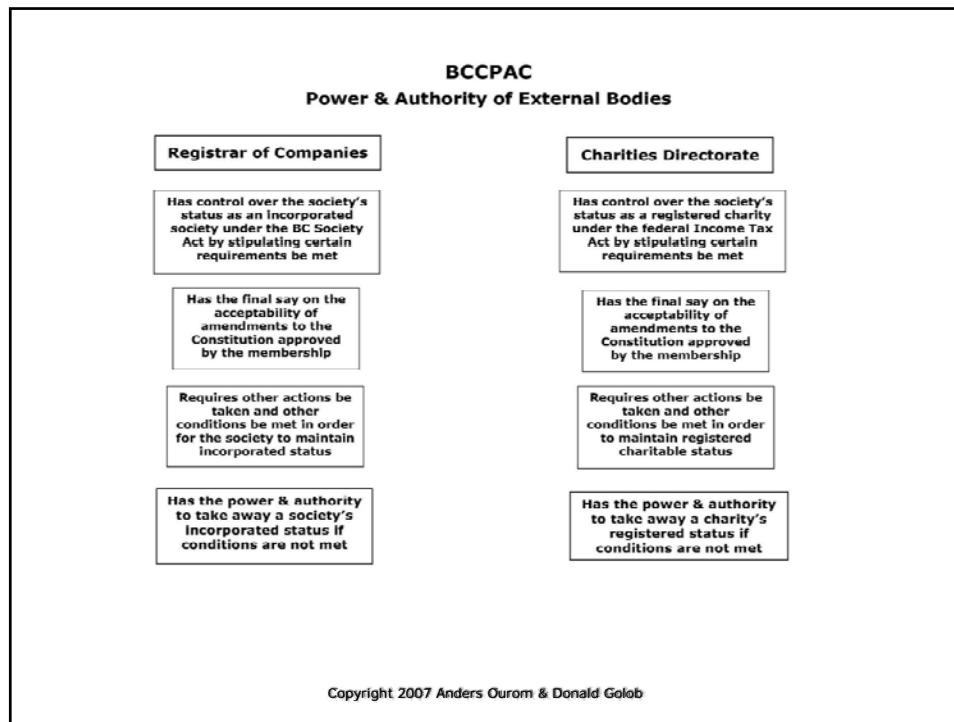 BCCPAC
Power & Authority of External Bodies
Registrar of Companies
Has control over the society's
status as an incorporated
society under the BC Society
Act by stipulating certain
requirements be met
Has the final say on the
acceptability of
amendments to the
Constitution approved
by the membership
Requires other actions be
taken and other
conditions be met in order
for the society to maintain
incorporated status
Has the power & authority
to take away a society's
incorporated status if
conditions are not met
Charities Directorate
Has control over the society's
status as a registered charity
under the federal Income Tax
Act by stipulating certain
requirements be met
Has the final say on the
acceptability of
amendments to the
Constitution approved
by the membership
Requires other actions be
taken and other
conditions be met in order
to maintain registered
charitable status
Has the power & authority
to take away a charity's
registered status if
conditions are not met
Copyright 2007 Anders Ourom & Donald Golob